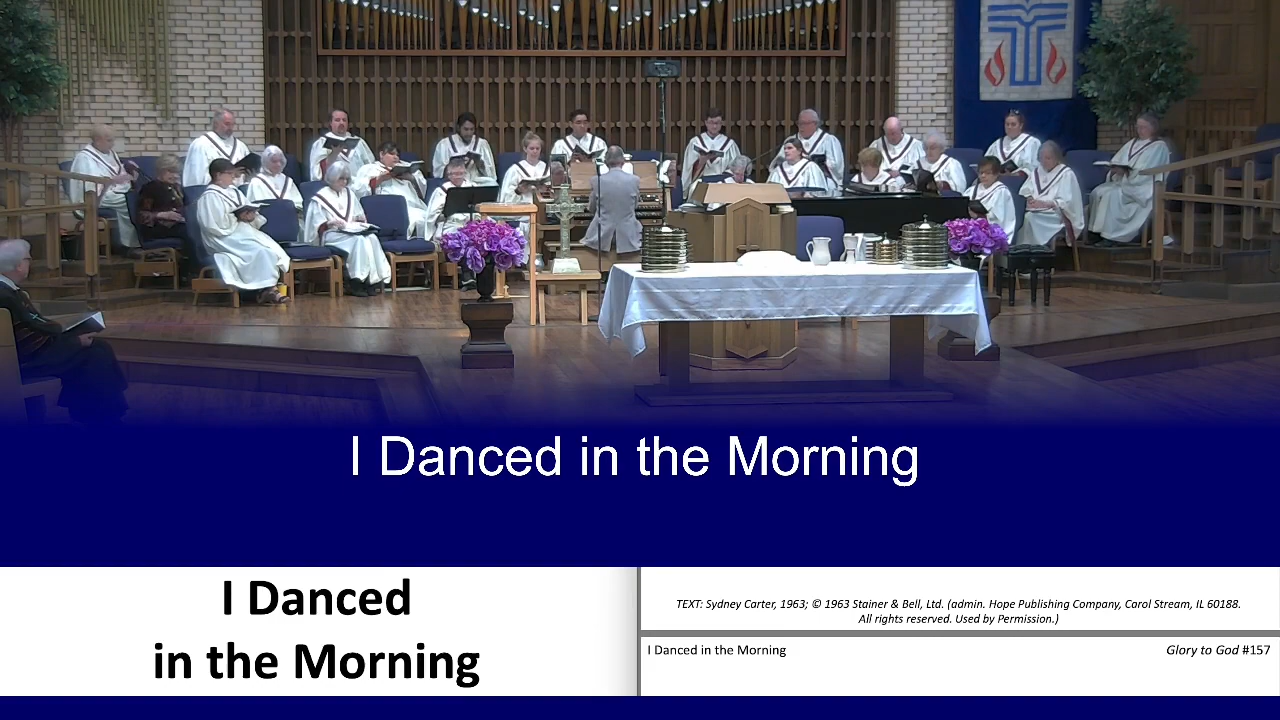 I Danced in the Morning
I Danced
in the Morning
TEXT: Sydney Carter, 1963; © 1963 Stainer & Bell, Ltd. (admin. Hope Publishing Company, Carol Stream, IL 60188.
All rights reserved. Used by Permission.)
I Danced in the Morning
Glory to God #157